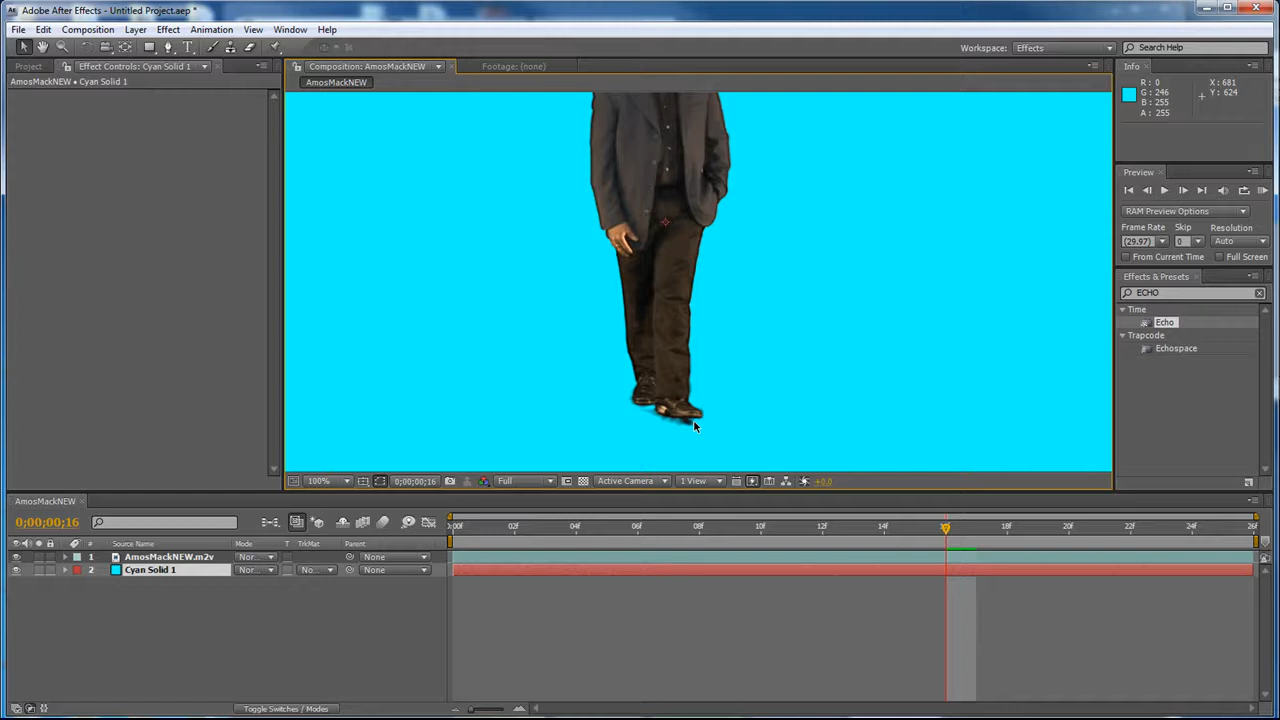 Adobe After Effects - Untitled Project.aep *
File Edit Composition Layer Effect Animation View Window Help
Workspace: Effects Search Help
Project Effect Controls: Cyan Solid 1 Composition: AmosMackNEW Footage: (none) Info
AmosMackNEW • Cyan Solid 1 AmosMackNEW
R: 0 X: 681
G: 246 Y: 624
B: 255
A: 255
Preview
RAM Preview Options
Frame Rate Skip Resolution
(29.97) 0 Auto
From Current Time Full Screen
Effects & Presets
ECHO
Time
Echo
Trapcode
Echospace
100% 0;00;00;16 Full Active Camera 1 View +0.0
AmosMackNEW
0;00;00;16 :00f 02f 04f 06f 08f 10f 12f 14f 18f 20f 22f 24f 26f
# Source Name Mode T TrkMat Parent
1 AmosMackNEW.m2v Nor... None
2 Cyan Solid 1 Nor... No... None
Toggle Switches / Modes